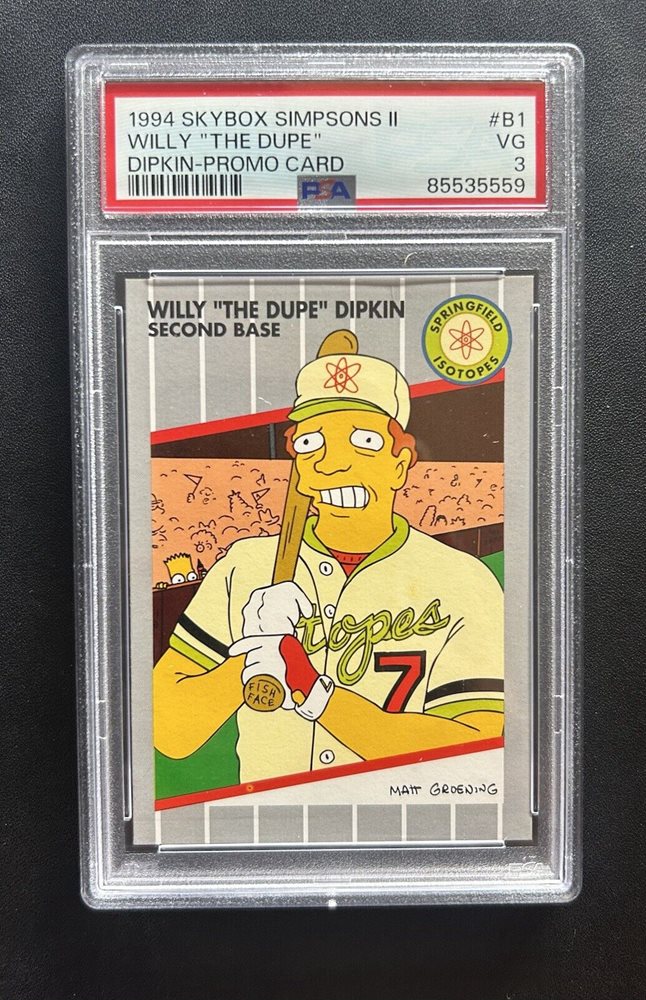 1994 SKYBOX SIMPSONS II #B1
WILLY "THE DUPE" VG
DIPKIN-PROMO CARD 3
PSA 85535559
WILLY "THE DUPE" DIPKIN
SECOND BASE
SPRINGFIELD
ISOTOPES
topes
7
FISH
FACE
MATT GROENING